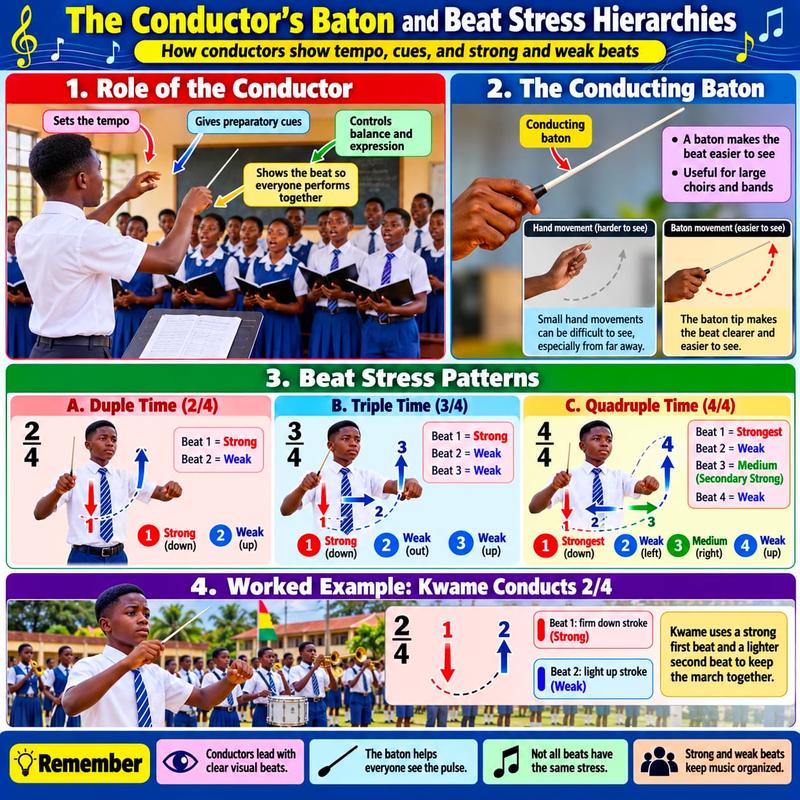 The Conductor's Baton and Beat Stress Hierarchies
How conductors show tempo, cues, and strong and weak beats
1. Role of the Conductor
Sets the tempo
Gives preparatory cues
Controls
balance and
expression
Shows the beat so
everyone performs
together
2. The Conducting Baton
Conducting
baton
• A baton makes the
beat easier to see
• Useful for large
choirs and bands
Hand movement (harder to see)
Small hand movements
can be difficult to see,
especially from far away.
Baton movement (easier to see)
The baton tip makes
the beat clearer and
easier to see.
3. Beat Stress Patterns
A. Duple Time (2/4)
2
4
1
2
Beat 1 = Strong
Beat 2 = Weak
1 Strong
(down)
2 Weak
(up)
B. Triple Time (3/4)
3
4
1
2
3
Beat 1 = Strong
Beat 2 = Weak
Beat 3 = Weak
1 Strong
(down)
2 Weak
(out)
3 Weak
(up)
C. Quadruple Time (4/4)
4
4
1
2
3
4
Beat 1 = Strongest
Beat 2 = Weak
Beat 3 = Medium
(Secondary Strong)
Beat 4 = Weak
1 Strongest
(down)
2 Weak
(left)
3 Medium
(right)
4 Weak
(up)
4. Worked Example: Kwame Conducts 2/4
2
4
1
2
Beat 1: firm down stroke
(Strong)
Beat 2: light up stroke
(Weak)
Kwame uses a strong
first beat and a lighter
second beat to keep
the march together.
Remember
Conductors lead with
clear visual beats.
The baton helps
everyone see the pulse.
Not all beats have
the same stress.
Strong and weak beats
keep music organized.